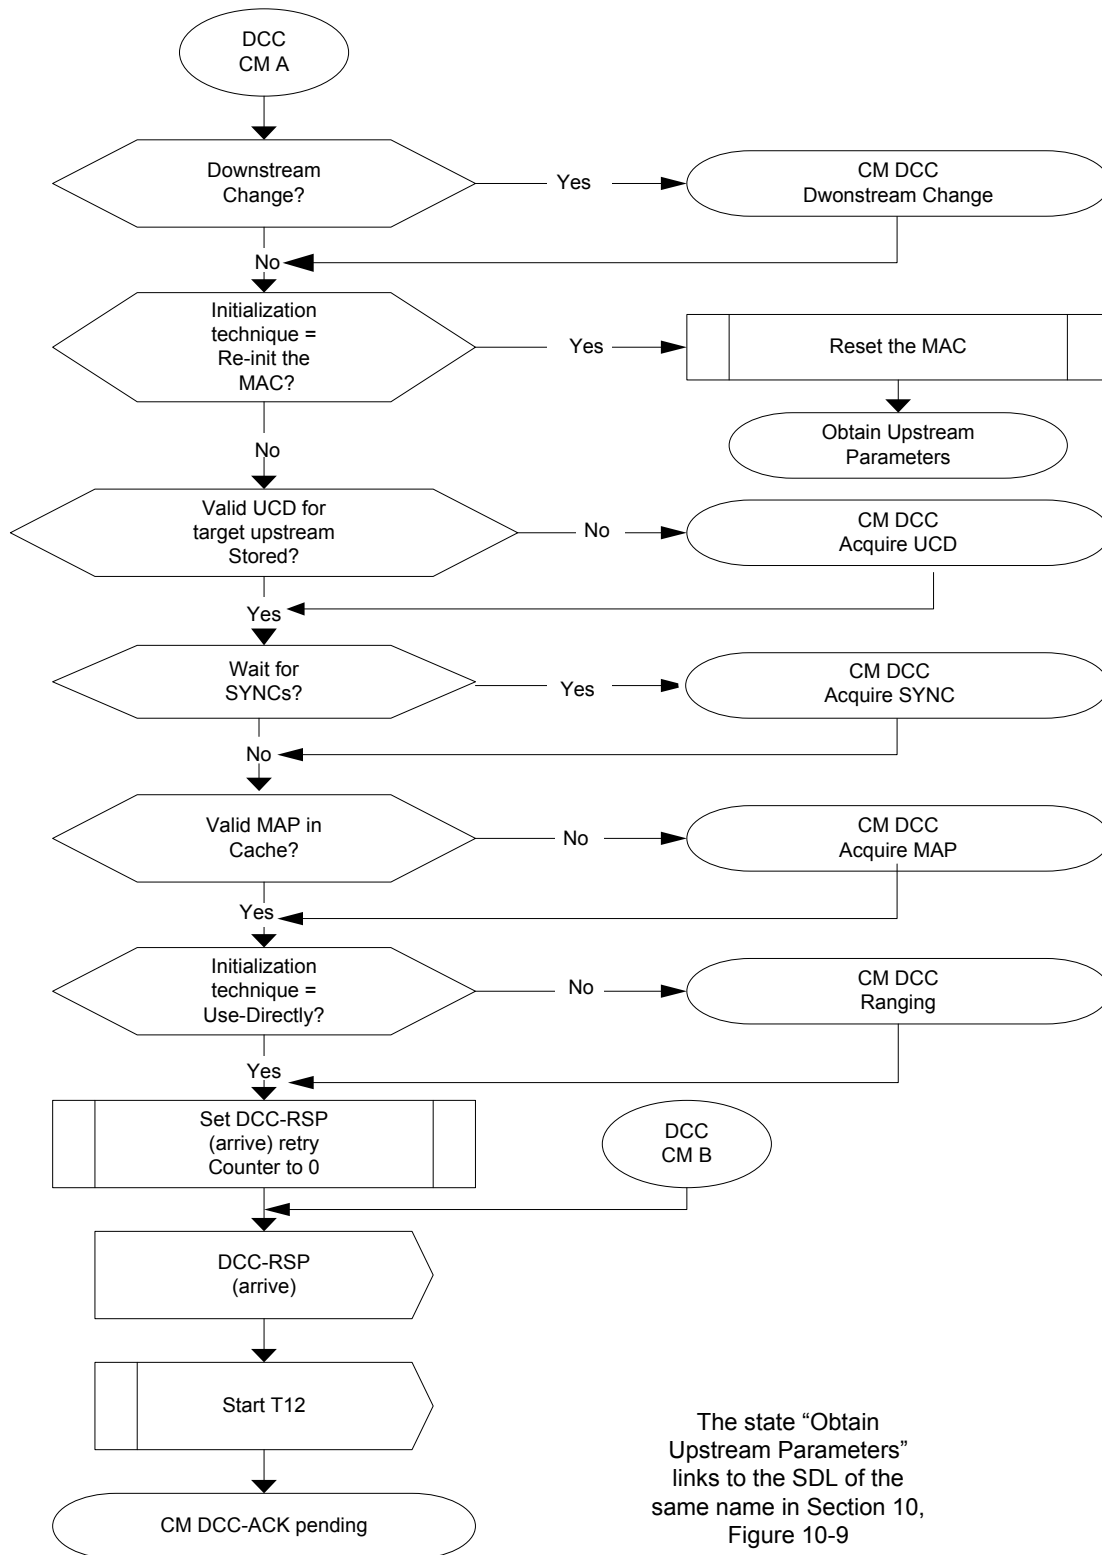 DCC
CM A
Downstream
Change?
Yes
CM DCC
Dwonstream Change
No
Initialization
technique =
Re-init the
MAC?
Yes
Reset the MAC
No
Obtain Upstream
Parameters
Valid UCD for
target upstream
Stored?
No
CM DCC
Acquire UCD
Yes
Wait for
SYNCs?
Yes
CM DCC
Acquire SYNC
No
Valid MAP in
Cache?
No
CM DCC
Acquire MAP
Yes
Initialization
technique =
Use-Directly?
No
CM DCC
Ranging
Yes
Set DCC-RSP
(arrive) retry
Counter to 0
DCC
CM B
DCC-RSP
(arrive)
Start T12
CM DCC-ACK pending
The state “Obtain
Upstream Parameters”
links to the SDL of the
same name in Section 10,
Figure 10-9